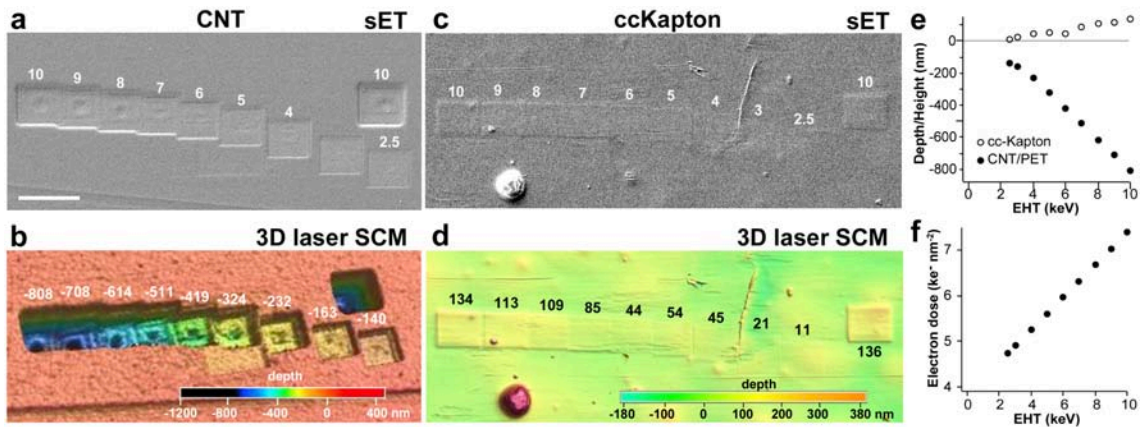 a CNT sET
10 9 8 7 6 5 4 10 2.5
b 3D laser SCM
-808 -708 -614 -511 -419 -324 -232 -163 -140
depth
-1200 -800 -400 0 400 nm
c ccKapton sET
10 9 8 7 6 5 4 3 2.5 10
d 3D laser SCM
134 113 109 85 44 54 45 21 11 136
depth
-180 -100 0 100 200 300 380 nm
e
Depth/Height (nm)
0
-200
-400
-600
-800
cc-Kapton
CNT/PET
0 2 4 6 8 10
EHT (keV)
f
Electron dose (ke⁻ nm⁻²)
7
6
5
4
0 2 4 6 8 10
EHT (keV)